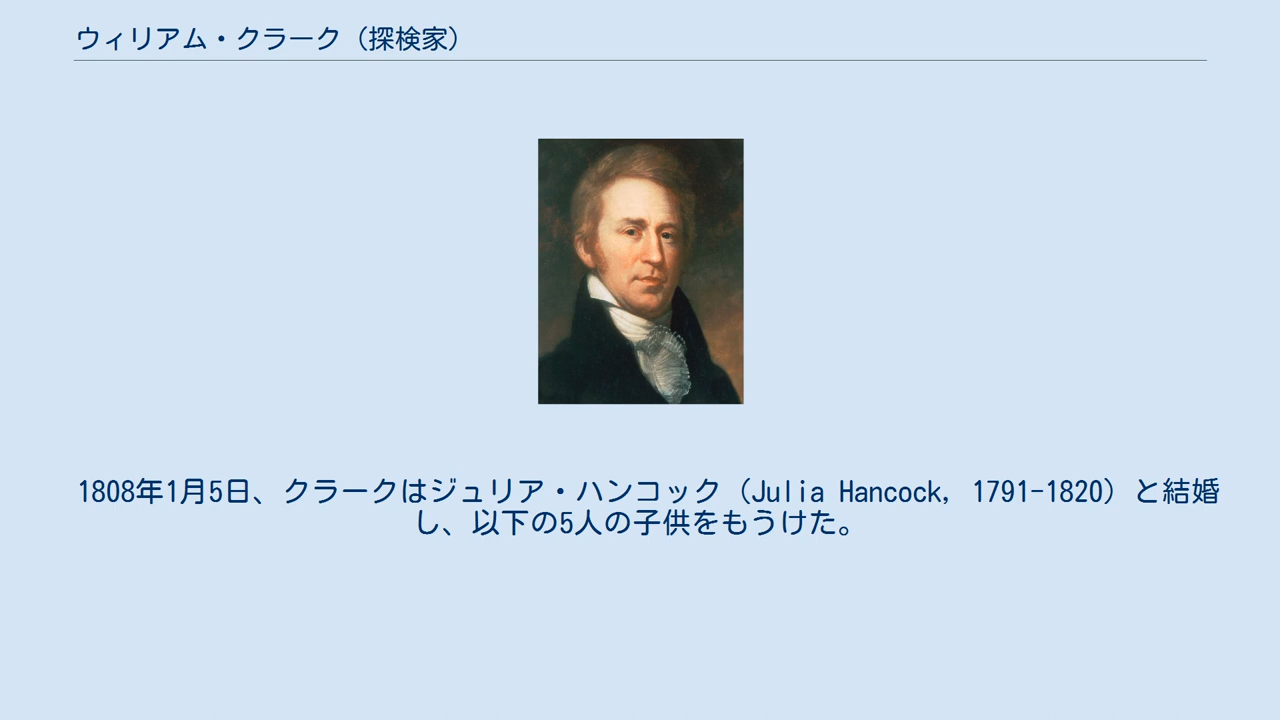 ウィリアム・クラーク（探検家）
1808年1月5日、クラークはジュリア・ハンコック（Julia Hancock, 1791-1820）と結婚
し、以下の5人の子供をもうけた。